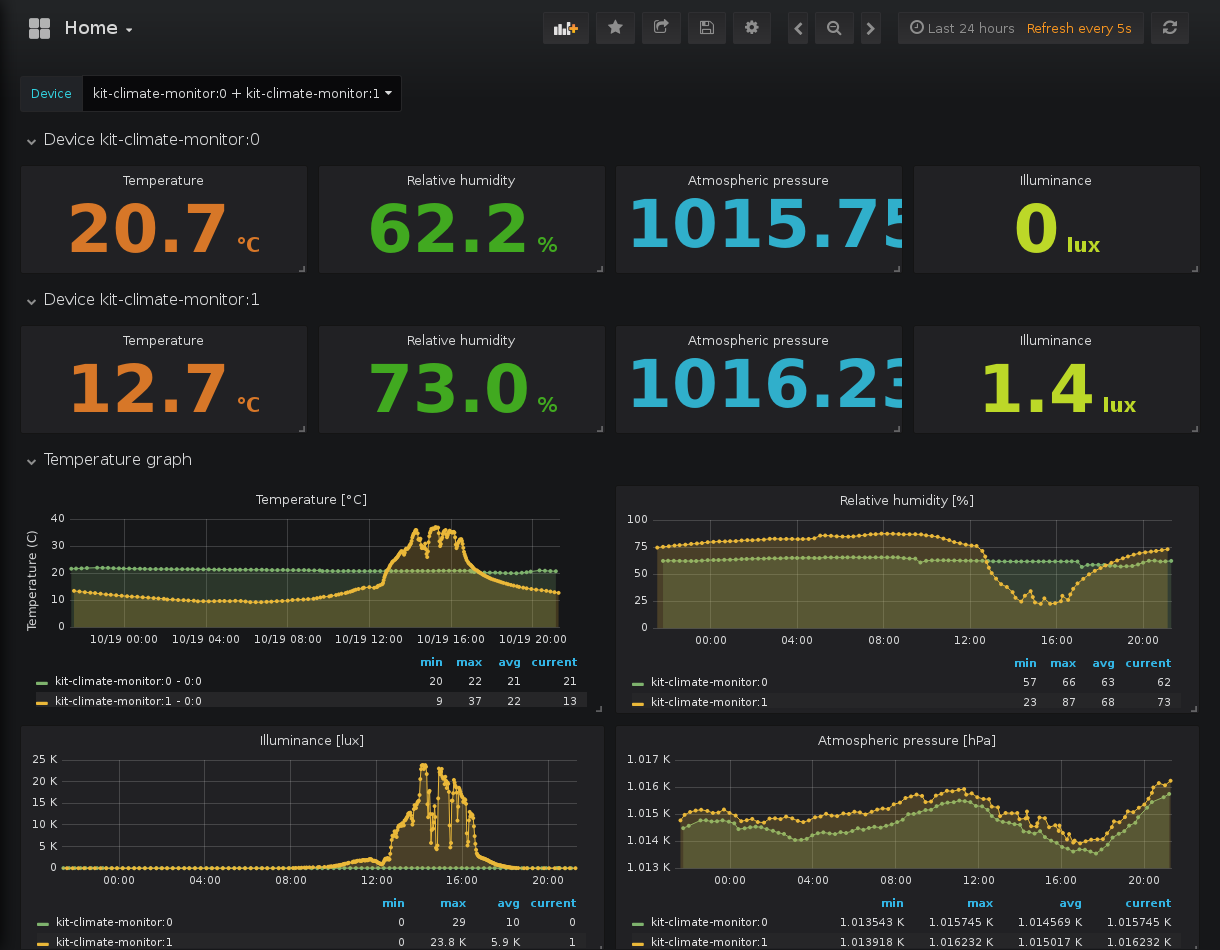 Home
Last 24 hours Refresh every 5s
Device kit-climate-monitor:0 + kit-climate-monitor:1
Device kit-climate-monitor:0
Temperature Relative humidity Atmospheric pressure Illuminance
20.7 °C 62.2 % 1015.75 0 lux
Device kit-climate-monitor:1
Temperature Relative humidity Atmospheric pressure Illuminance
12.7 °C 73.0 % 1016.23 1.4 lux
Temperature graph
Temperature [°C]
Temperature (C)
40
30
20
10
0
10/19 00:00 10/19 04:00 10/19 08:00 10/19 12:00 10/19 16:00 10/19 20:00
min max avg current
kit-climate-monitor:0 - 0:0 20 22 21 21
kit-climate-monitor:1 - 0:0 9 37 22 13
Relative humidity [%]
100
75
50
25
0
00:00 04:00 08:00 12:00 16:00 20:00
min max avg current
kit-climate-monitor:0 57 66 63 62
kit-climate-monitor:1 23 87 68 73
Illuminance [lux]
25 K
20 K
15 K
10 K
5 K
0
00:00 04:00 08:00 12:00 16:00 20:00
min max avg current
kit-climate-monitor:0 0 29 10 0
kit-climate-monitor:1 0 23.8 K 5.9 K 1
Atmospheric pressure [hPa]
1.017 K
1.016 K
1.015 K
1.014 K
1.013 K
00:00 04:00 08:00 12:00 16:00 20:00
min max avg current
kit-climate-monitor:0 1.013543 K 1.015745 K 1.014569 K 1.015745 K
kit-climate-monitor:1 1.013918 K 1.016232 K 1.015017 K 1.016232 K